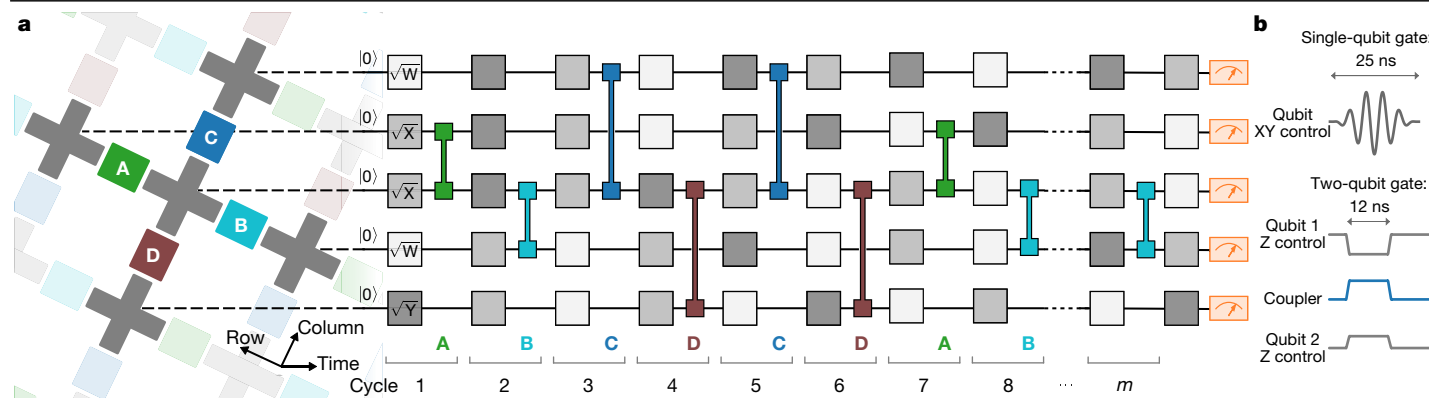 a
b
Single-qubit gate:
25 ns
Qubit
XY control
Two-qubit gate:
12 ns
Qubit 1
Z control
Coupler
Qubit 2
Z control
|0⟩
√W
|0⟩
√X
|0⟩
√X
|0⟩
√W
|0⟩
√Y
C
A
B
D
Row
Column
Time
A B C D C D A B
Cycle 1 2 3 4 5 6 7 8 ... m